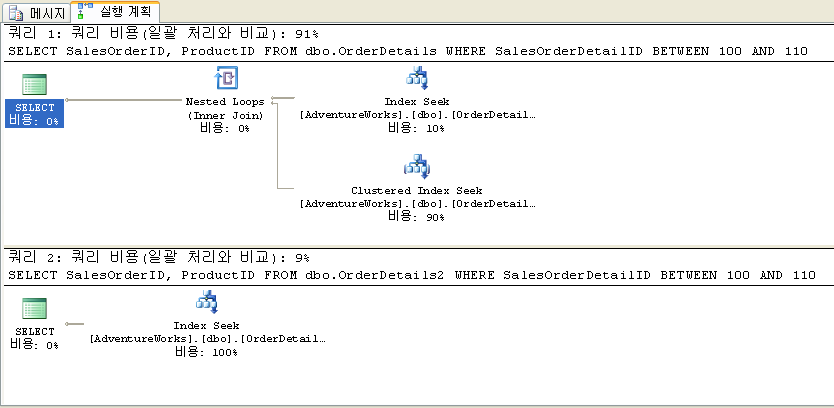 메시지 실행 계획
쿼리 1: 쿼리 비용(일괄 처리와 비교): 91%
SELECT SalesOrderID, ProductID FROM dbo.OrderDetails WHERE SalesOrderDetailID BETWEEN 100 AND 110
SELECT
비용: 0%
Nested Loops
(Inner Join)
비용: 0%
Index Seek
[AdventureWorks].[dbo].[OrderDetail…
비용: 10%
Clustered Index Seek
[AdventureWorks].[dbo].[OrderDetail…
비용: 90%
쿼리 2: 쿼리 비용(일괄 처리와 비교): 9%
SELECT SalesOrderID, ProductID FROM dbo.OrderDetails2 WHERE SalesOrderDetailID BETWEEN 100 AND 110
SELECT
비용: 0%
Index Seek
[AdventureWorks].[dbo].[OrderDetail…
비용: 100%